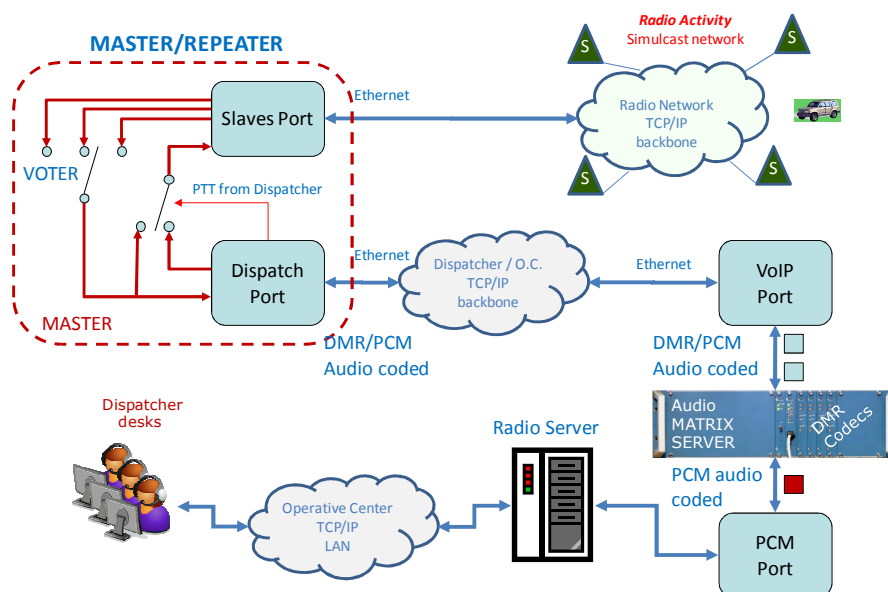 Radio Activity
Simulcast network
S
S
MASTER/REPEATER
Ethernet
Slaves Port
Radio Network
TCP/IP
backbone
VOTER
PTT from Dispatcher
S
S
Ethernet
Dispatch
Port
Dispatcher / O.C.
TCP/IP
backbone
Ethernet
VoIP
Port
MASTER
DMR/PCM
Audio coded
DMR/PCM
Audio coded
Dispatcher
desks
Radio Server
Audio
MATRIX
SERVER
DMR
Codecs
PCM audio
coded
Operative Center
TCP/IP
LAN
PCM
Port